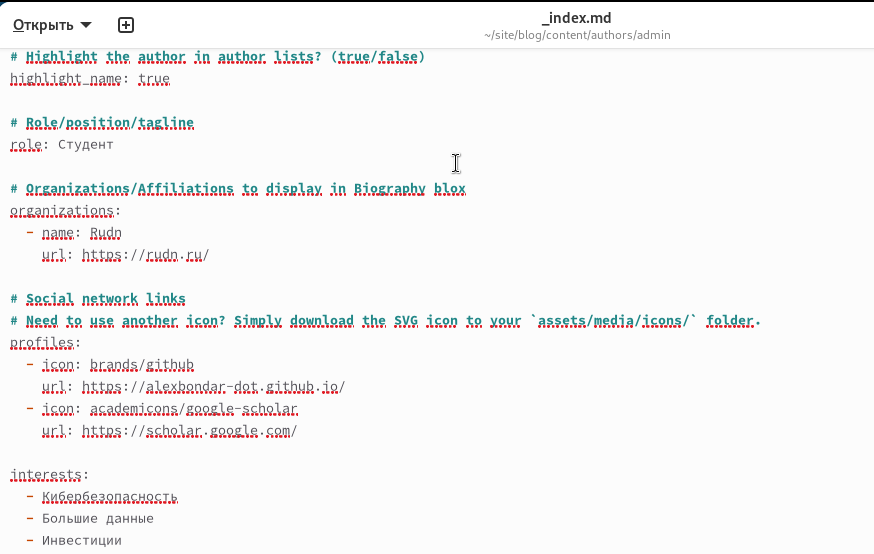 Открыть
_index.md
~/site/blog/content/authors/admin
# Highlight the author in author lists? (true/false)
highlight_name: true
# Role/position/tagline
role: Студент
# Organizations/Affiliations to display in Biography blox
organizations:
- name: Rudn
url: https://rudn.ru/
# Social network links
# Need to use another icon? Simply download the SVG icon to your `assets/media/icons/` folder.
profiles:
- icon: brands/github
url: https://alexbondar-dot.github.io/
- icon: academicons/google-scholar
url: https://scholar.google.com/
interests:
- Кибербезопасность
- Большие данные
- Инвестиции